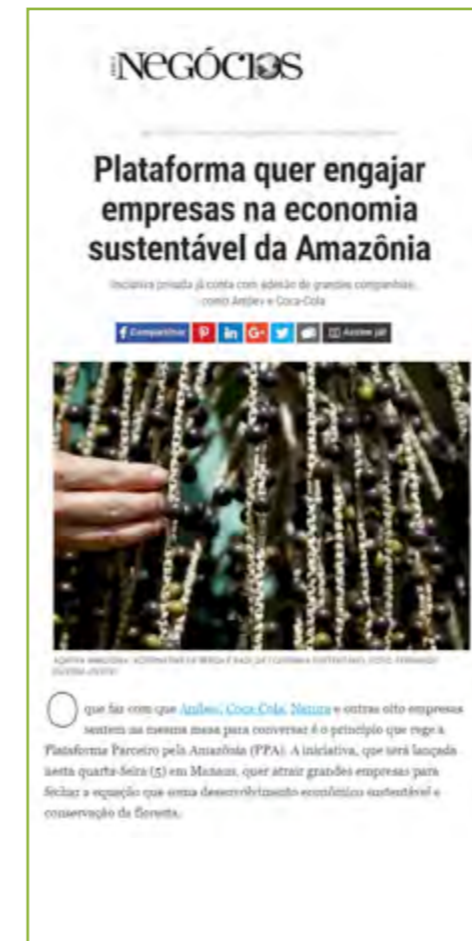 NEGÓCIOS
Plataforma quer engajar
empresas na economia
sustentável da Amazônia
Iniciativa privada já conta com adesão de grandes companhias,
como Ambev e Coca-Cola
Compartilhar in G+ Assine já!
O que faz com que Ambev, Coca-Cola, Natura e outras oito empresas
sentem na mesma mesa para conversar é o princípio que rege a
Plataforma Parceiro pela Amazônia (PPA). A iniciativa, que será lançada
nesta quarta-feira (5) em Manaus, quer atrair grandes empresas para
fechar a equação que soma desenvolvimento econômico sustentável e
conservação da floresta.